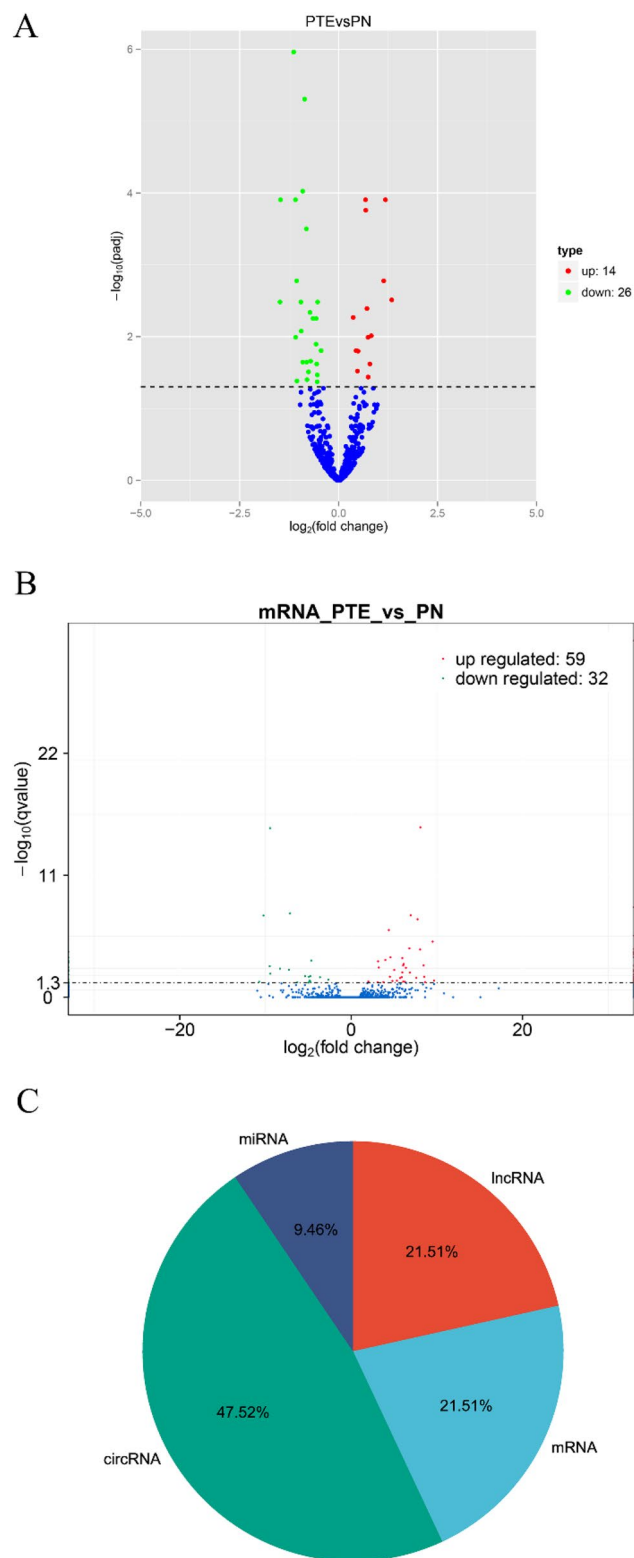 A
PTEvsPN
6
4
2
0
−log10(padj)
type
up: 14
down: 26
−5.0 −2.5 0.0 2.5 5.0
log2(fold change)
B
mRNA_PTE_vs_PN
up regulated: 59
down regulated: 32
22
11
1.3
0
−log10(qvalue)
−20 0 20
log2(fold change)
C
miRNA
lncRNA
9.46%
21.51%
47.52%
21.51%
circRNA
mRNA